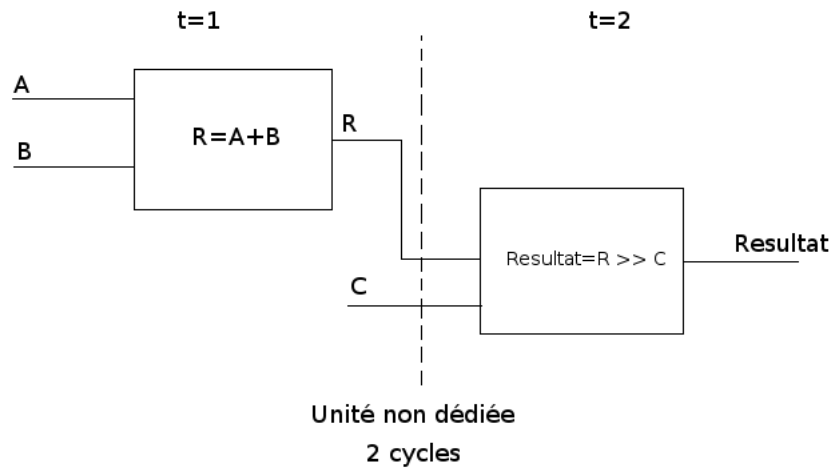 t=1
t=2
A
B
R=A+B
R
C
Resultat=R >> C
Resultat
Unité non dédiée
2 cycles